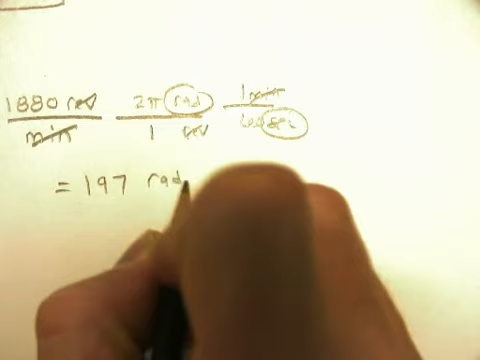 1880 rev 2π rad 1 min
min 1 rev 60 sec
= 197 rad